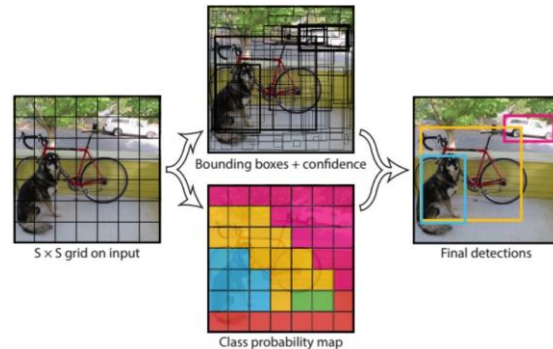 Bounding boxes + confidence
S × S grid on input
Final detections
Class probability map